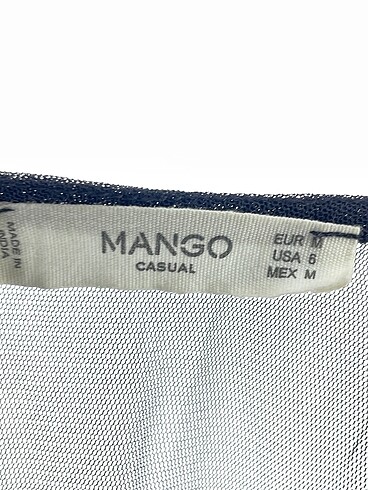 MADE IN
INDIA
MANGO
CASUAL
EUR M
USA 6
MEX M